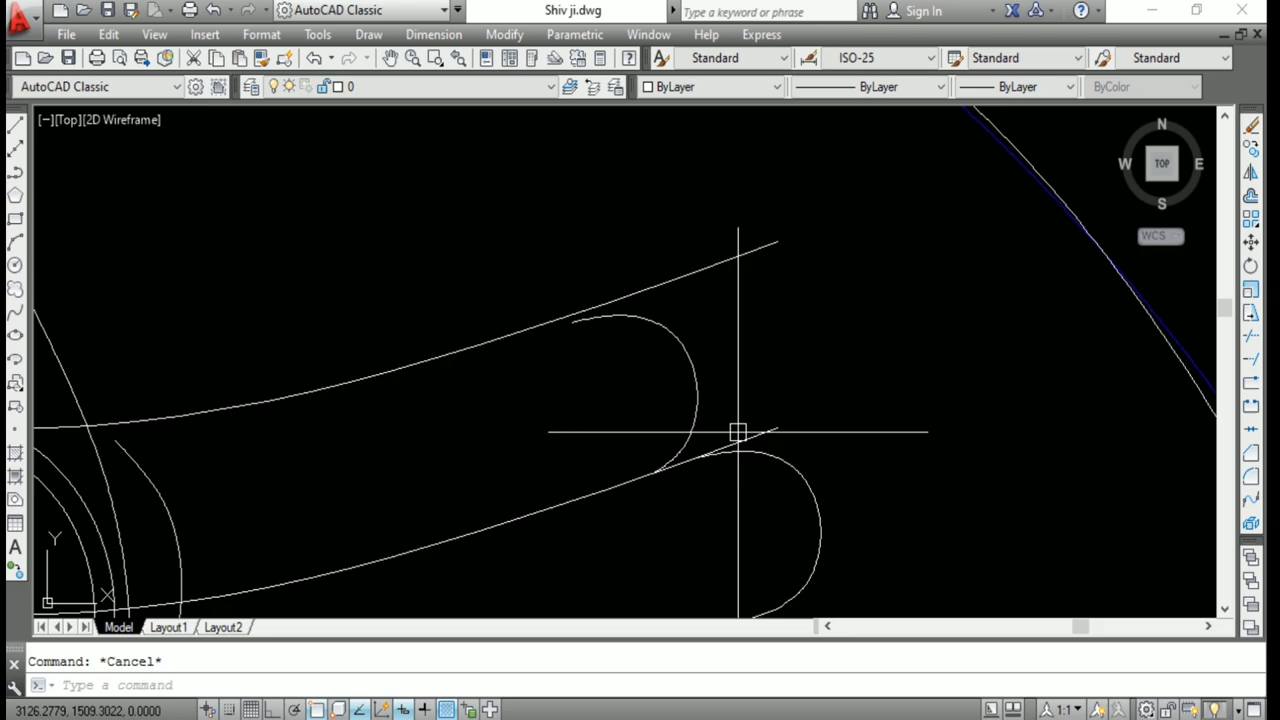 AutoCAD Classic
Shiv ji.dwg
Type a keyword or phrase
Sign In
File Edit View Insert Format Tools Draw Dimension Modify Parametric Window Help Express
Standard ISO-25 Standard Standard
AutoCAD Classic 0 ByLayer ByLayer ByLayer ByColor
[−][Top][2D Wireframe]
N
W TOP E
S
WCS
Y
X
Model Layout1 Layout2
Command: *Cancel*
Type a command
3126.2779, 1509.3022, 0.0000 1:1